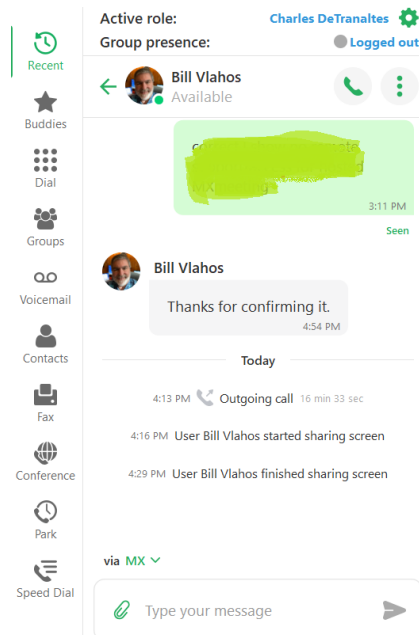 Active role:
Charles DeTranaltes
Group presence:
Logged out
Recent
Buddies
Dial
Groups
Voicemail
Contacts
Fax
Conference
Park
Speed Dial
Bill Vlahos
Available
3:11 PM
Seen
Bill Vlahos
Thanks for confirming it.
4:54 PM
Today
4:13 PM Outgoing call 16 min 33 sec
4:16 PM User Bill Vlahos started sharing screen
4:29 PM User Bill Vlahos finished sharing screen
via MX
Type your message